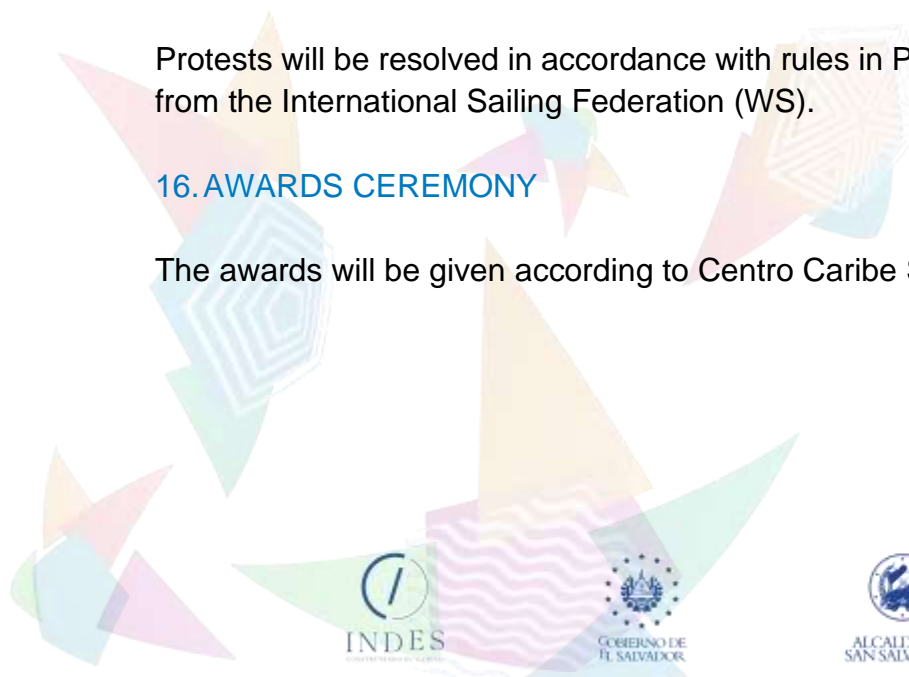 Protests will be resolved in accordance with rules in P
from the International Sailing Federation (WS).
16. AWARDS CEREMONY
The awards will be given according to Centro Caribe S
INDES
GOBIERNO DE
EL SALVADOR
ALCALD
SAN SALV